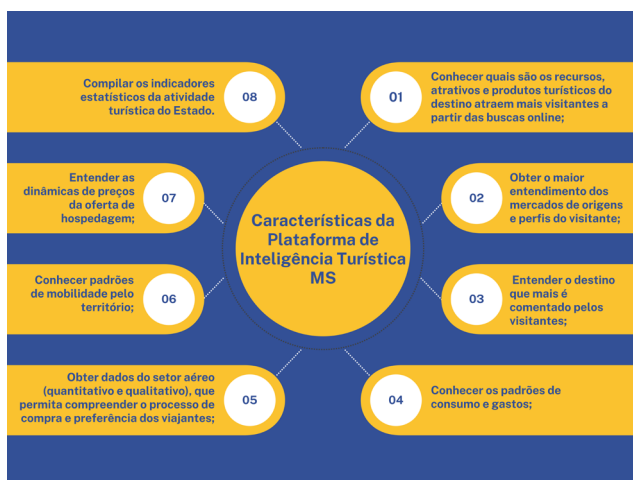 Características da
Plataforma de
Inteligência Turística
MS
01
Conhecer quais são os recursos,
atrativos e produtos turísticos do
destino atraem mais visitantes a
partir das buscas online;
02
Obter o maior
entendimento dos
mercados de origens
e perfis do visitante;
03
Entender o destino
que mais é
comentado pelos
visitantes;
04
Conhecer os padrões de
consumo e gastos;
05
Obter dados do setor aéreo
(quantitativo e qualitativo), que
permita compreender o processo de
compra e preferência dos viajantes;
06
Conhecer padrões
de mobilidade pelo
território;
07
Entender as
dinâmicas de preços
da oferta de
hospedagem;
08
Compilar os indicadores
estatísticos da atividade
turística do Estado.